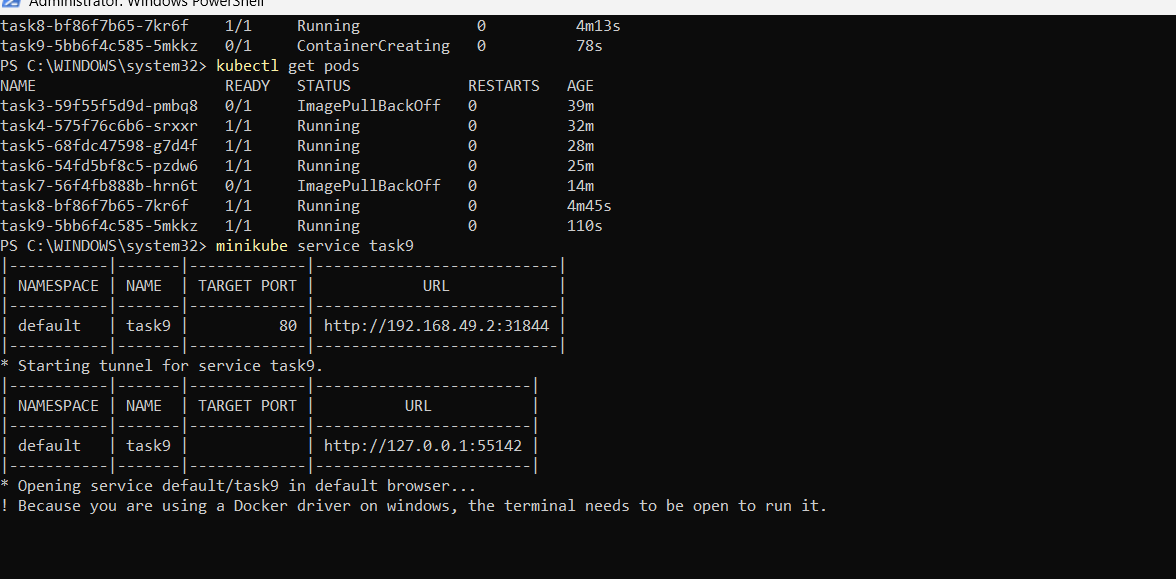 Administrator: Windows PowerShell
task8-bf86f7b65-7kr6f   1/1     Running            0          4m13s
task9-5bb6f4c585-5mkkz  0/1     ContainerCreating   0          78s
PS C:\WINDOWS\system32> kubectl get pods
NAME                     READY   STATUS             RESTARTS   AGE
task3-59f55f5d9d-pmbq8   0/1     ImagePullBackOff   0          39m
task4-575f76c6b6-srxxr   1/1     Running            0          32m
task5-68fdc47598-g7d4f   1/1     Running            0          28m
task6-54fd5bf8c5-pzdw6   1/1     Running            0          25m
task7-56f4fb888b-hrn6t   0/1     ImagePullBackOff   0          14m
task8-bf86f7b65-7kr6f    1/1     Running            0          4m45s
task9-5bb6f4c585-5mkkz   1/1     Running            0          110s
PS C:\WINDOWS\system32> minikube service task9
|-----------|-------|-------------|---------------------------|
| NAMESPACE | NAME  | TARGET PORT |            URL            |
|-----------|-------|-------------|---------------------------|
| default   | task9 |          80 | http://192.168.49.2:31844 |
|-----------|-------|-------------|---------------------------|
* Starting tunnel for service task9.
|-----------|-------|-------------|------------------------|
| NAMESPACE | NAME  | TARGET PORT |          URL           |
|-----------|-------|-------------|------------------------|
| default   | task9 |             | http://127.0.0.1:55142 |
|-----------|-------|-------------|------------------------|
* Opening service default/task9 in default browser...
! Because you are using a Docker driver on windows, the terminal needs to be open to run it.